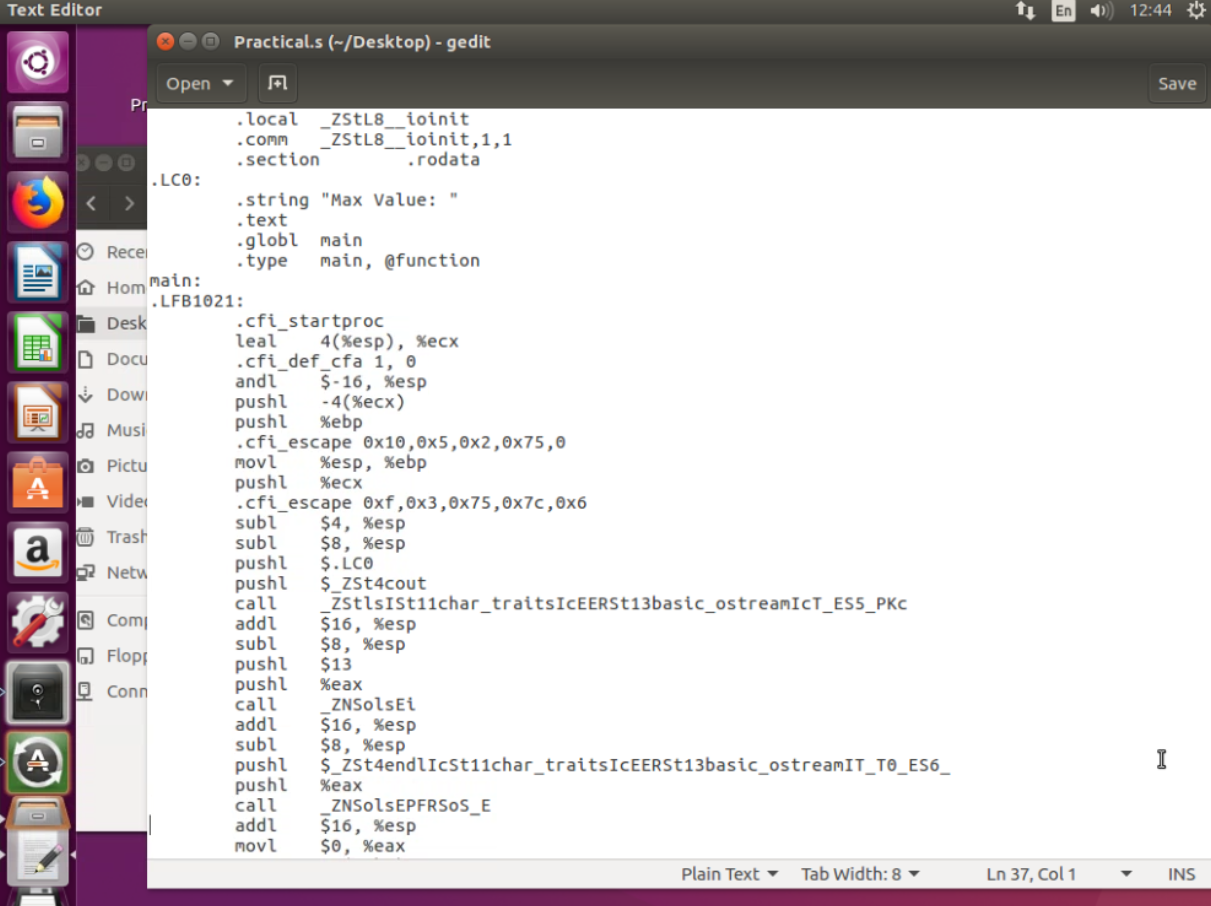 Text Editor
En
12:44
Practical.s (~/Desktop) - gedit
Open
Save
Pr
.local _ZStL8__ioinit
.comm _ZStL8__ioinit,1,1
.section .rodata
.LC0:
.string "Max Value: "
.text
.globl main
.type main, @function
main:
.LFB1021:
.cfi_startproc
leal 4(%esp), %ecx
.cfi_def_cfa 1, 0
andl $-16, %esp
pushl -4(%ecx)
pushl %ebp
.cfi_escape 0x10,0x5,0x2,0x75,0
movl %esp, %ebp
pushl %ecx
.cfi_escape 0xf,0x3,0x75,0x7c,0x6
subl $4, %esp
subl $8, %esp
pushl $.LC0
pushl $_ZSt4cout
call _ZStlsISt11char_traitsIcEERSt13basic_ostreamIcT_ES5_PKc
addl $16, %esp
subl $8, %esp
pushl $13
pushl %eax
call _ZNSolsEi
addl $16, %esp
subl $8, %esp
pushl $_ZSt4endlIcSt11char_traitsIcEERSt13basic_ostreamIT_T0_ES6_
pushl %eax
call _ZNSolsEPFRSoS_E
addl $16, %esp
movl $0, %eax
Recen
Hom
Desk
Docu
Dow
Musi
Pictu
Vide
Trash
Netw
Comp
Flopp
Conn
Plain Text
Tab Width: 8
Ln 37, Col 1
INS